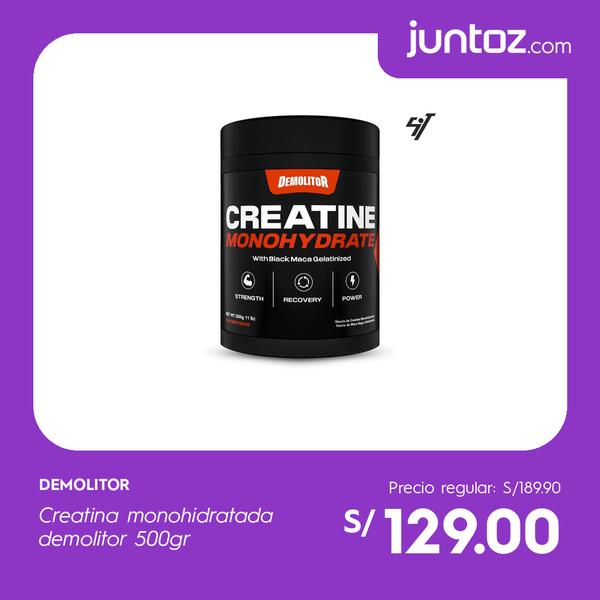 juntoz.com
DEMOLITOR
CREATINE
MONOHYDRATE
With Black Maca Gelatinized
STRENGTH
RECOVERY
POWER
DEMOLITOR
Creatina monohidratada
demolitor 500gr
Precio regular: S/189.90
S/ 129.00